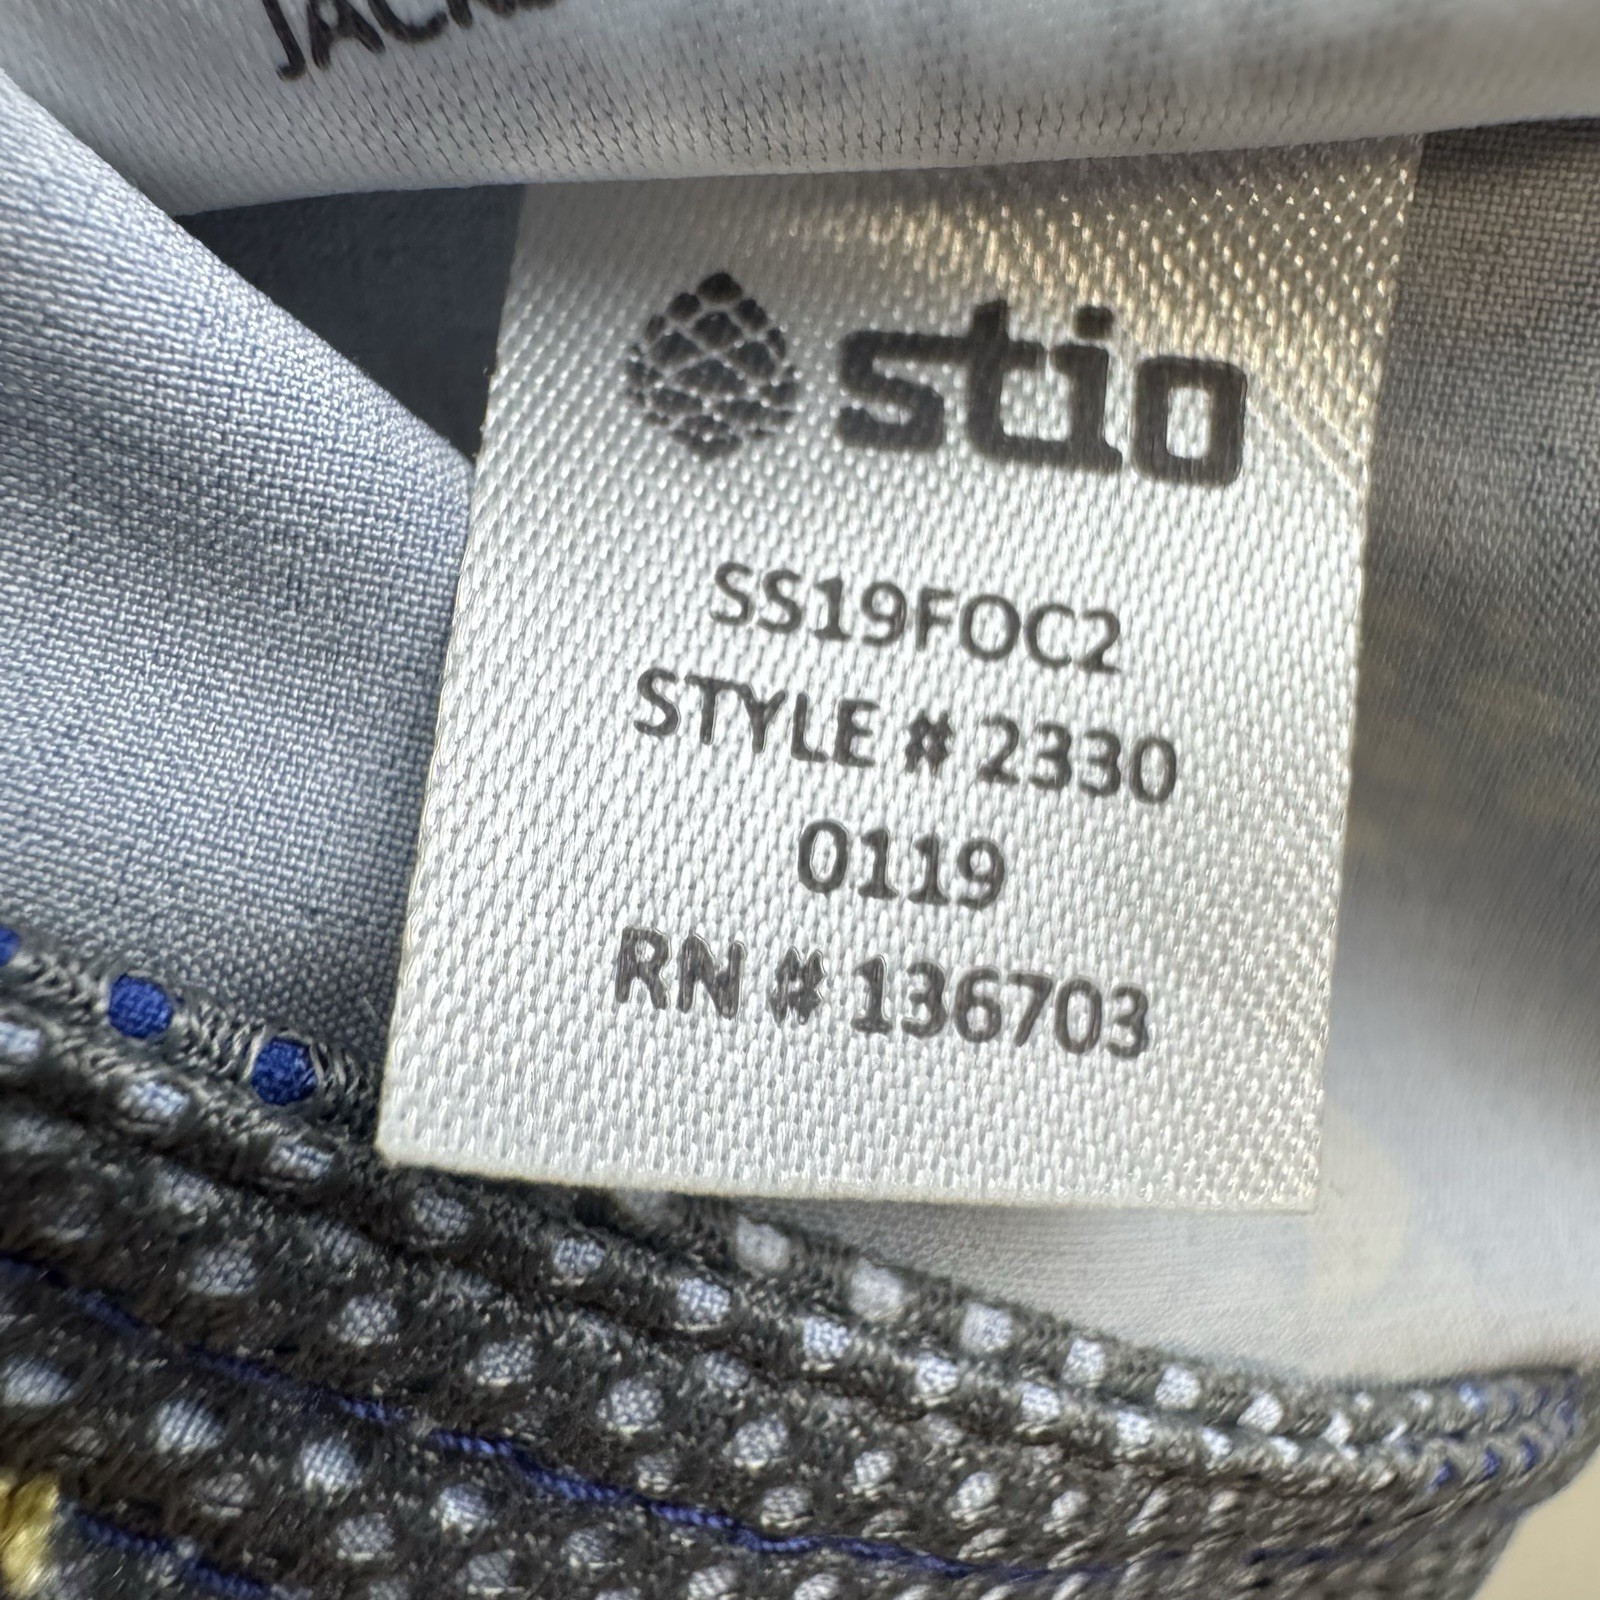 stio
SS19FOC2
STYLE # 2330
0119
RN # 136703